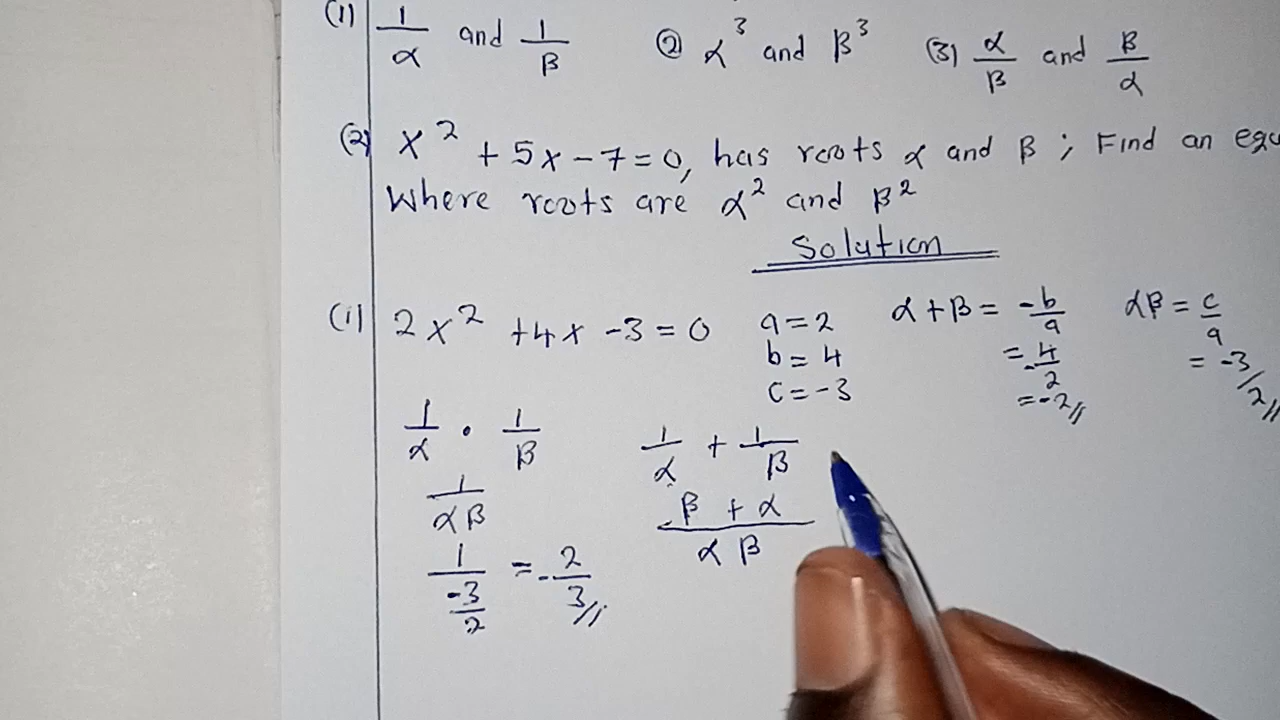 (1) 1/α and 1/β (2) α³ and β³ (3) α/β and β/α
(2) x² + 5x - 7 = 0, has roots α and β ; Find an equ
Where roots are α² and β²
Solution
(1) 2x² + 4x - 3 = 0 a = 2 α + β = -b/a αβ = c/a
b = 4 = -4/2 = -3/2
c = -3 = -2
1/α · 1/β 1/α + 1/β
1/αβ (β + α)/αβ
1/(-3/2) = -2/3